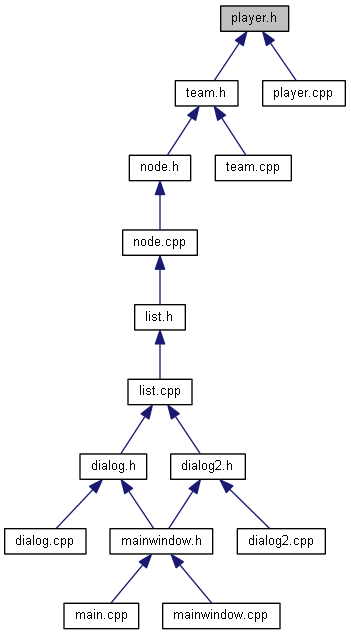 player.h
team.h
player.cpp
node.h
team.cpp
node.cpp
list.h
list.cpp
dialog.h
dialog2.h
dialog.cpp
mainwindow.h
dialog2.cpp
main.cpp
mainwindow.cpp